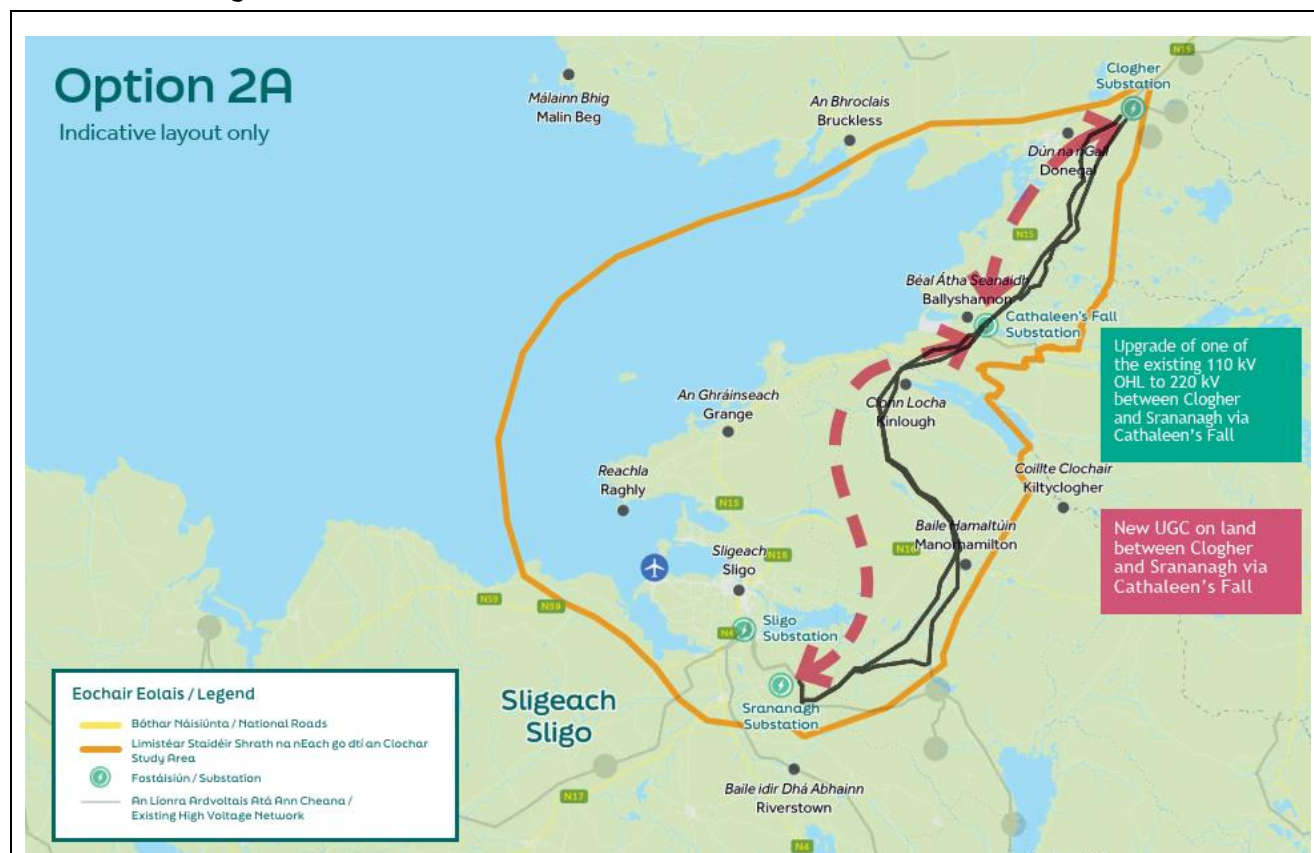 Option 2A
Indicative layout only
Málainn Bhig
Malin Beg
An Bhroclais
Bruckless
N15
Clogher
Substation
Dún na nGall
Donegal
N15
Béal Átha Seanaidh
Ballyshannon
Cathaleen's Fall
Substation
Upgrade of one of
the existing 110 kV
OHL to 220 kV
between Clogher
and Srananagh via
Cathaleen's Fall
An Ghráinseach
Grange
Cionn Locha
Kinlough
Reachla
Raghly
N15
Coillte Clochair
Kiltyclogher
New UGC on land
between Clogher
and Srananagh via
Cathaleen's Fall
Sligeach
Sligo
N16
Baile Hamaltúin
N16
Manorhamilton
N59
N59
N4
Sligo
Substation
Srananagh
Substation
Sligeach
Sligo
Baile idir Dhá Abhainn
Riverstown
N17
N4
Eochair Eolais / Legend
Bóthar Náisiúnta / National Roads
Limistéar Staidéir Shrath na nEach go dtí an Clochar
Study Area
Fostáisiún / Substation
An Líonra Ardvoltais Atá Ann Cheana /
Existing High Voltage Network